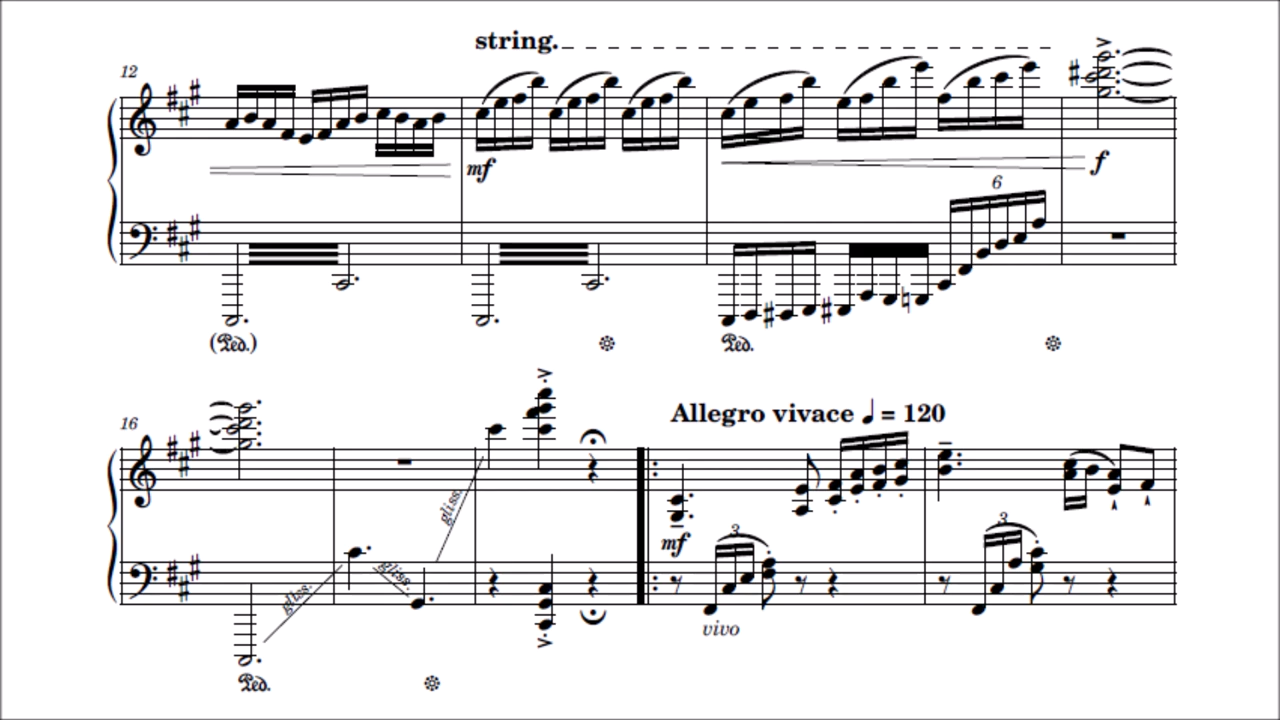 string.
12
mf
f
6
(Ped.)
Ped.
16
Allegro vivace ♩ = 120
gliss.
gliss.
gliss.
mf
3
3
vivo
Ped.